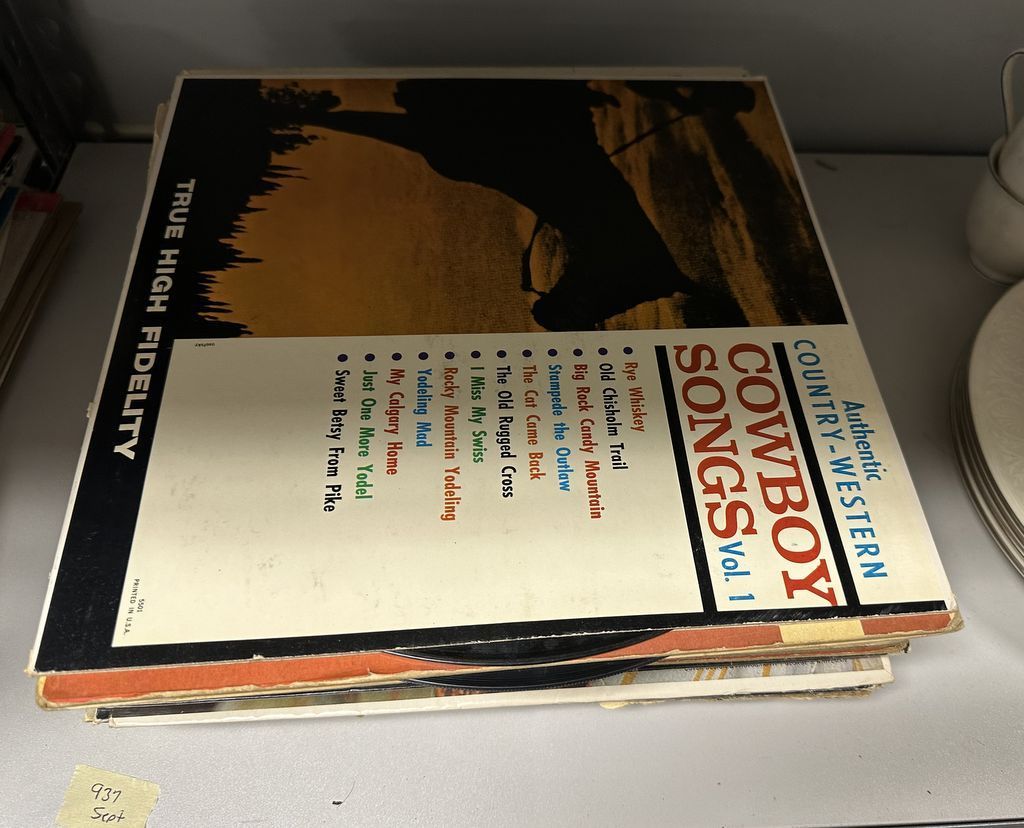 Authentic
COUNTRY-WESTERN
COWBOY
SONGS Vol. 1
• Rye Whiskey
• Old Chisholm Trail
• Big Rock Candy Mountain
• Stampede the Outlaw
• The Cat Came Back
• The Old Rugged Cross
• I Miss My Swiss
• Rocky Mountain Yodeling
• Yodeling Mad
• My Calgary Home
• Just One More Yodel
• Sweet Betsy From Pike
TRUE HIGH FIDELITY
5501
PRINTED IN U.S.A.
937
Sept